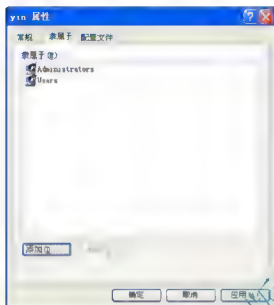 yin 属性
常规 隶属于 配置文件
隶属于(M)
Administrators
Users
添加(D)
确定 取消 应用(A)